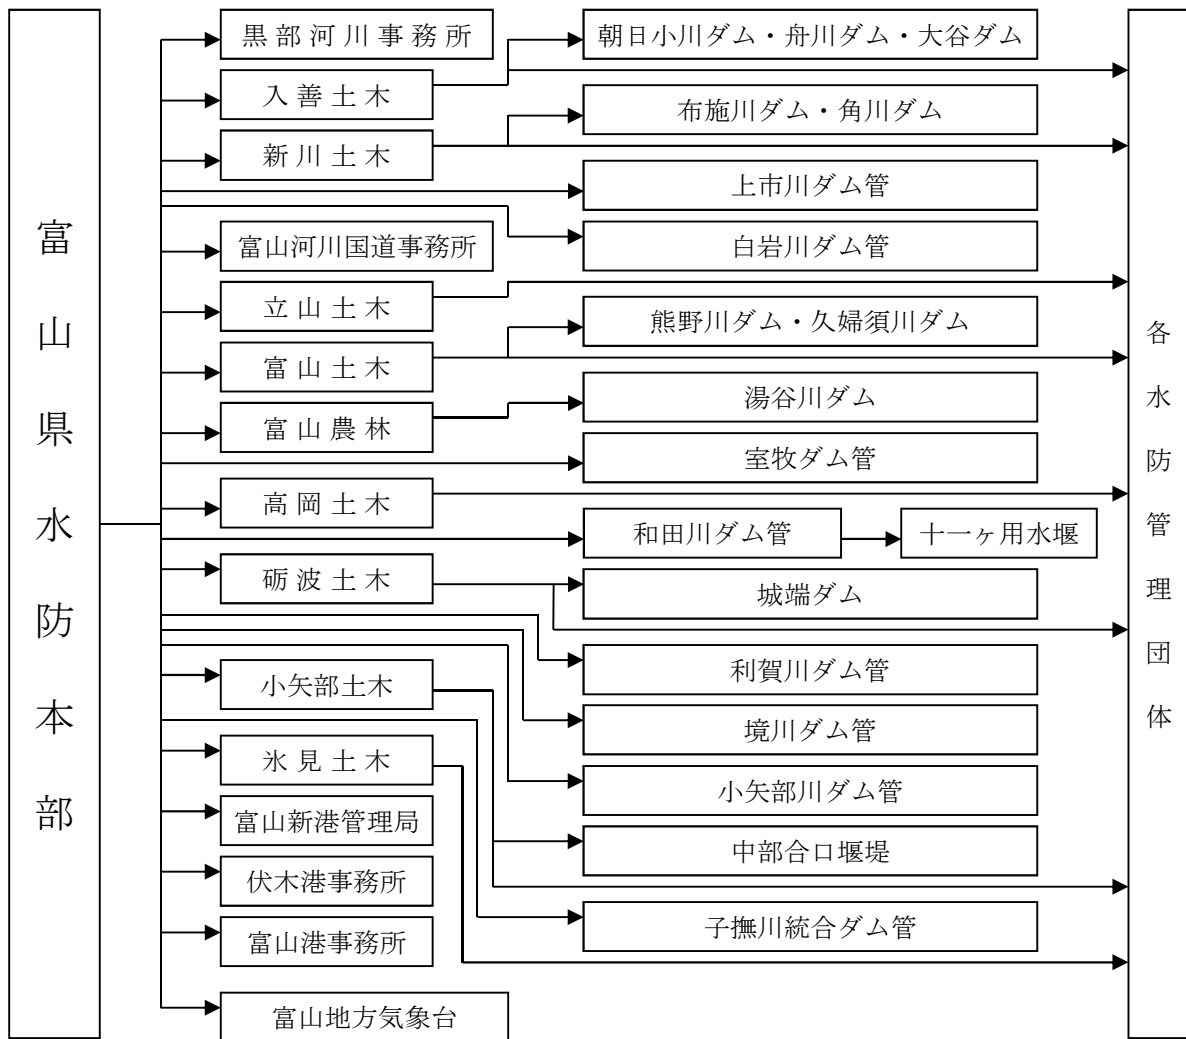 富山県水防本部
黒部河川事務所
入善土木
新川土木
富山河川国道事務所
立山土木
富山土木
富山農林
高岡土木
砺波土木
小矢部土木
氷見土木
富山新港管理局
伏木港事務所
富山港事務所
富山地方気象台
朝日小川ダム・舟川ダム・大谷ダム
布施川ダム・角川ダム
上市川ダム管
白岩川ダム管
熊野川ダム・久婦須川ダム
湯谷川ダム
室牧ダム管
和田川ダム管
十一ヶ用水堰
城端ダム
利賀川ダム管
境川ダム管
小矢部川ダム管
中部合口堰堤
子撫川統合ダム管
各水防管理団体